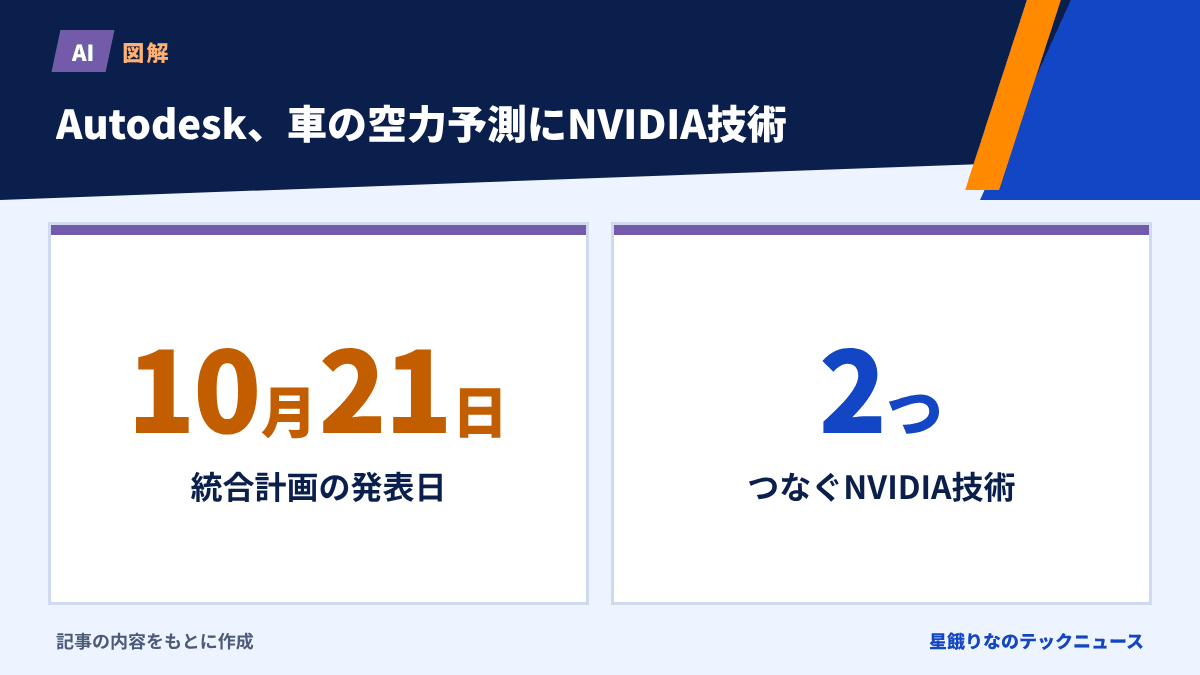 AI 図解
Autodesk、車の空力予測にNVIDIA技術
10月21日
統合計画の発表日
2つ
つなぐNVIDIA技術
記事の内容をもとに作成
星餓りなのテックニュース